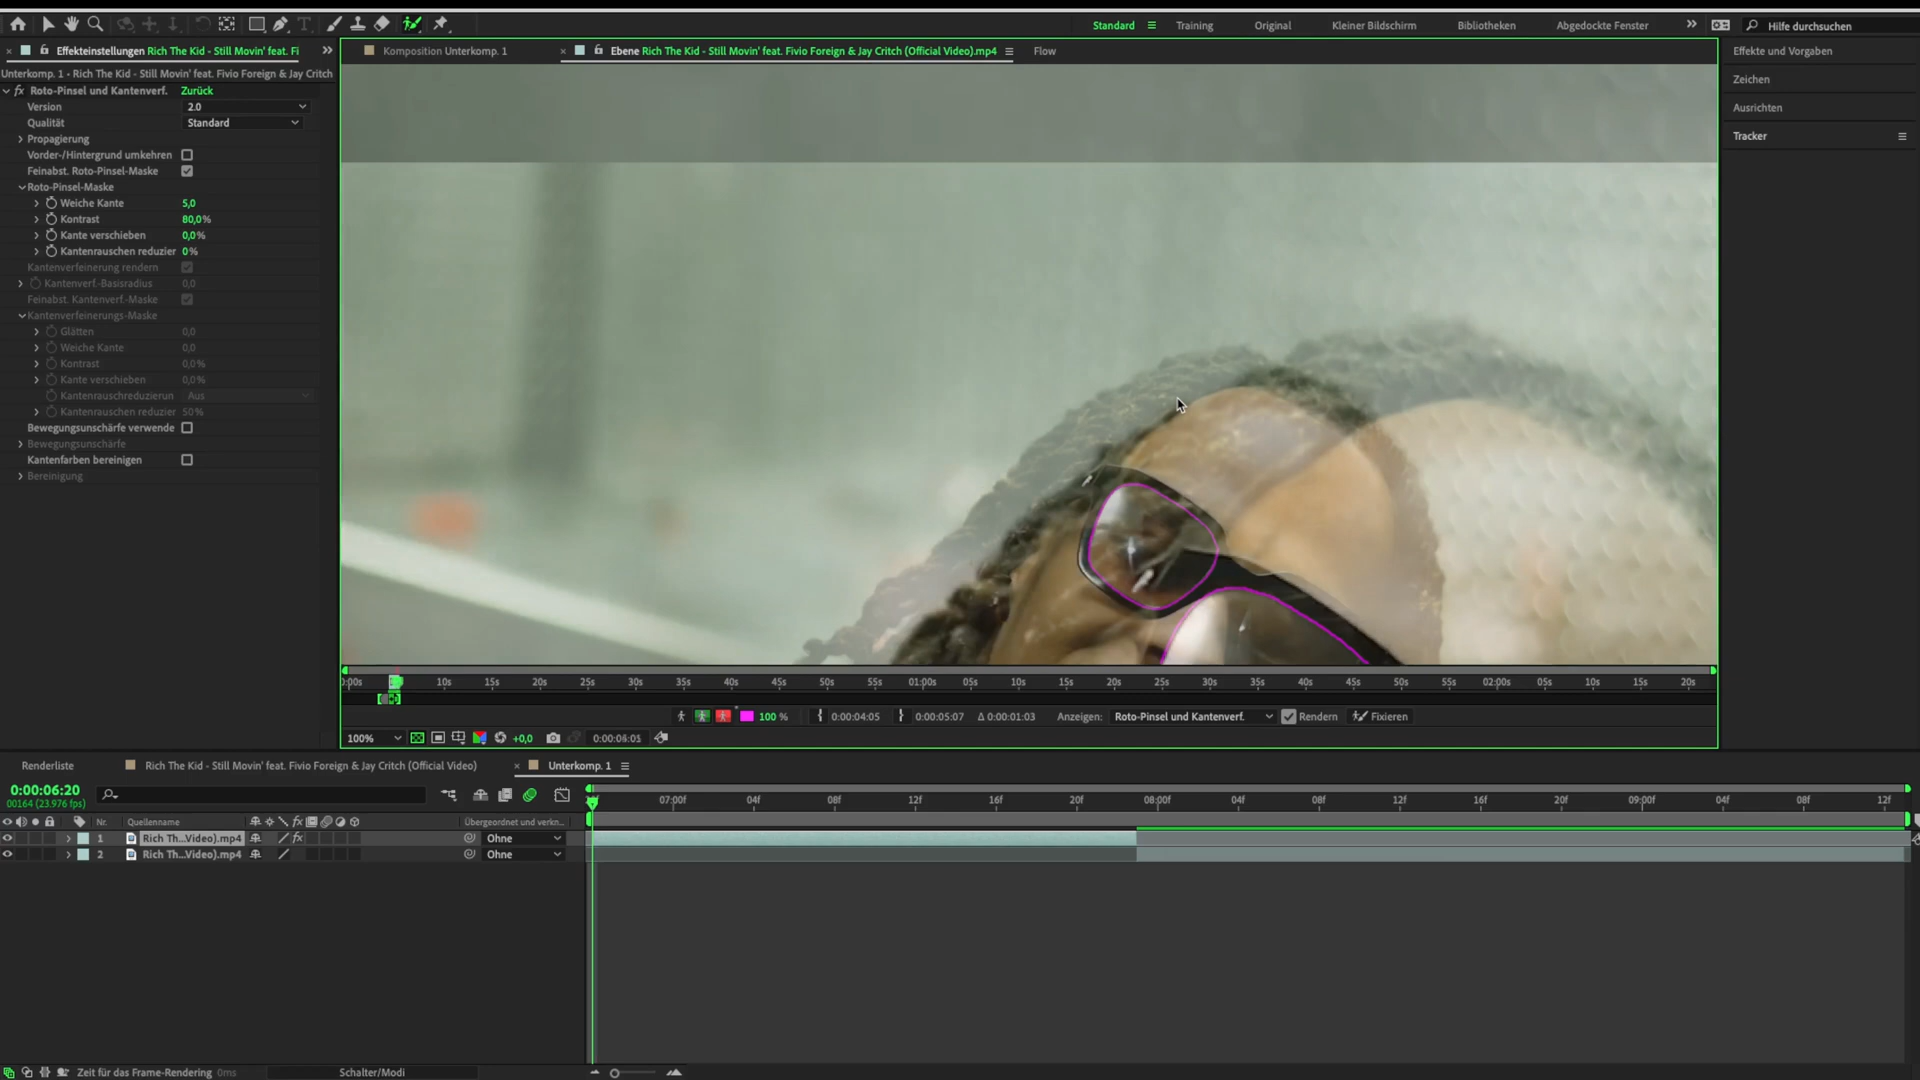 Standard
Training
Original
Kleiner Bildschirm
Bibliotheken
Abgedockte Fenster
Hilfe durchsuchen
Effekteinstellungen Rich The Kid - Still Movin' feat. Fi
Komposition Unterkomp. 1
Ebene Rich The Kid - Still Movin' feat. Fivio Foreign & Jay Critch (Official Video).mp4
Flow
Effekte und Vorgaben
Unterkomp. 1 • Rich The Kid - Still Movin' feat. Fivio Foreign & Jay Critch
Zeichen
Roto-Pinsel und Kantenverf. Zurück
Version 2.0
Ausrichten
Qualität Standard
Propagierung
Tracker
Vorder-/Hintergrund umkehren
Feinabst. Roto-Pinsel-Maske
Roto-Pinsel-Maske
Weiche Kante 5,0
Kontrast 80,0%
Kante verschieben 0,0%
Kantenrauschen reduzier 0%
Kantenverfeinerung rendern
Kantenverf.-Basisradius 0,0
Feinabst. Kantenverf.-Maske
Kantenverfeinerungs-Maske
Glätten 0,0
Weiche Kante 0,0
Kontrast 0,0%
Kante verschieben 0,0%
Kantenrauschreduzierun Aus
Kantenrauschen reduzier 50%
Bewegungsunschärfe verwende
Bewegungsunschärfe
Kantenfarben bereinigen
Bereinigung
0:00s 10s 15s 20s 25s 30s 35s 40s 45s 50s 55s 01:00s 05s 10s 15s 20s 25s 30s 35s 40s 45s 50s 55s 02:00s 05s 10s 15s 20s
100 % 0:00:04:05 0:00:05:07 Δ 0:00:01:03 Anzeigen: Roto-Pinsel und Kantenverf. Rendern Fixieren
100% +0,0 0:00:06:05
Renderliste
Rich The Kid - Still Movin' feat. Fivio Foreign & Jay Critch (Official Video)
Unterkomp. 1
0:00:06:20
00164 (23.976 fps)
07:00f 04f 08f 12f 16f 20f 08:00f 04f 08f 12f 16f 20f 09:00f 04f 08f 12f
Nr. Quellenname Übergeordnet und verkn...
1 Rich Th...Video).mp4 Ohne
2 Rich Th...Video).mp4 Ohne
Zeit für das Frame-Rendering 0ms
Schalter/Modi